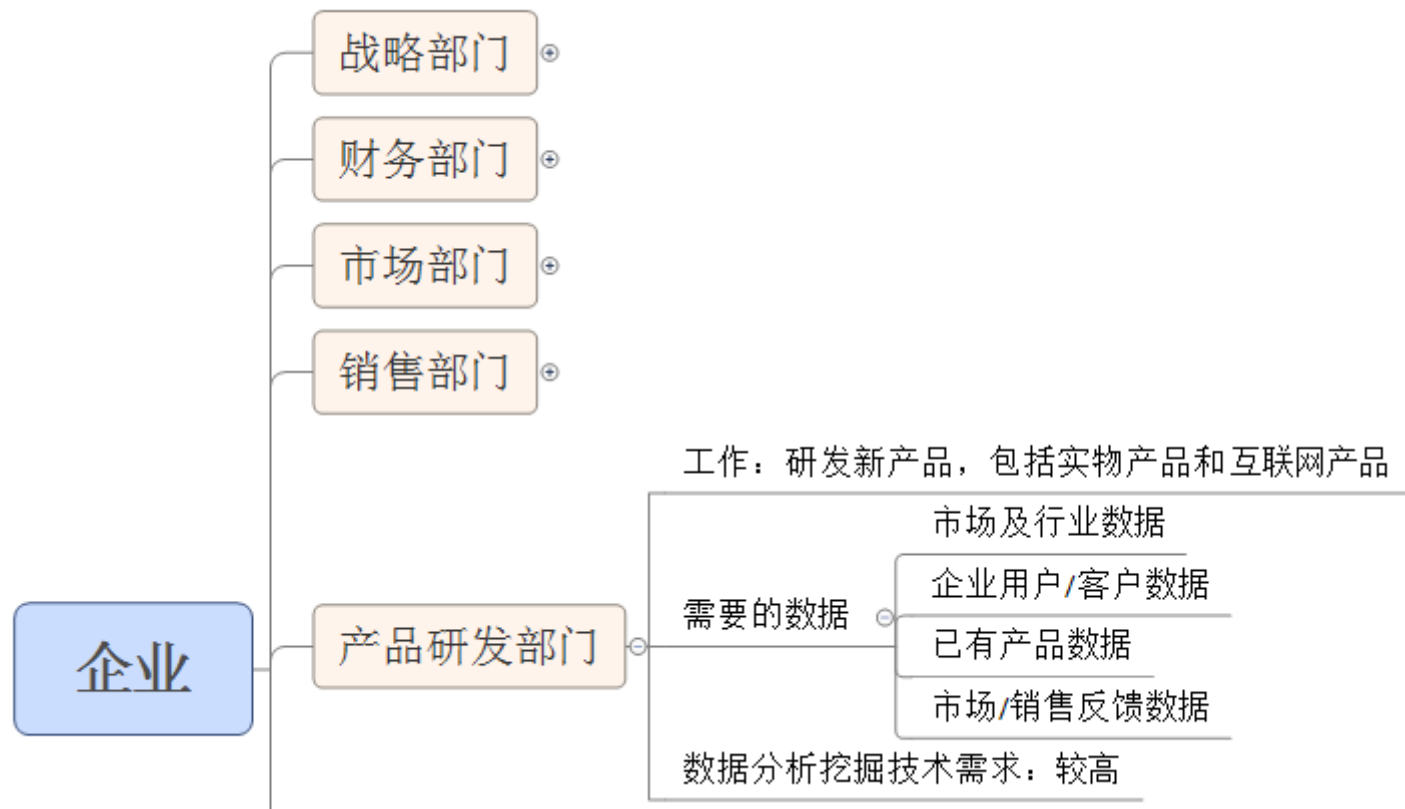 战略部门
财务部门
市场部门
销售部门
工作：研发新产品，包括实物产品和互联网产品
市场及行业数据
企业用户/客户数据
需要的数据
已有产品数据
产品研发部门
企业
市场/销售反馈数据
数据分析挖掘技术需求：较高